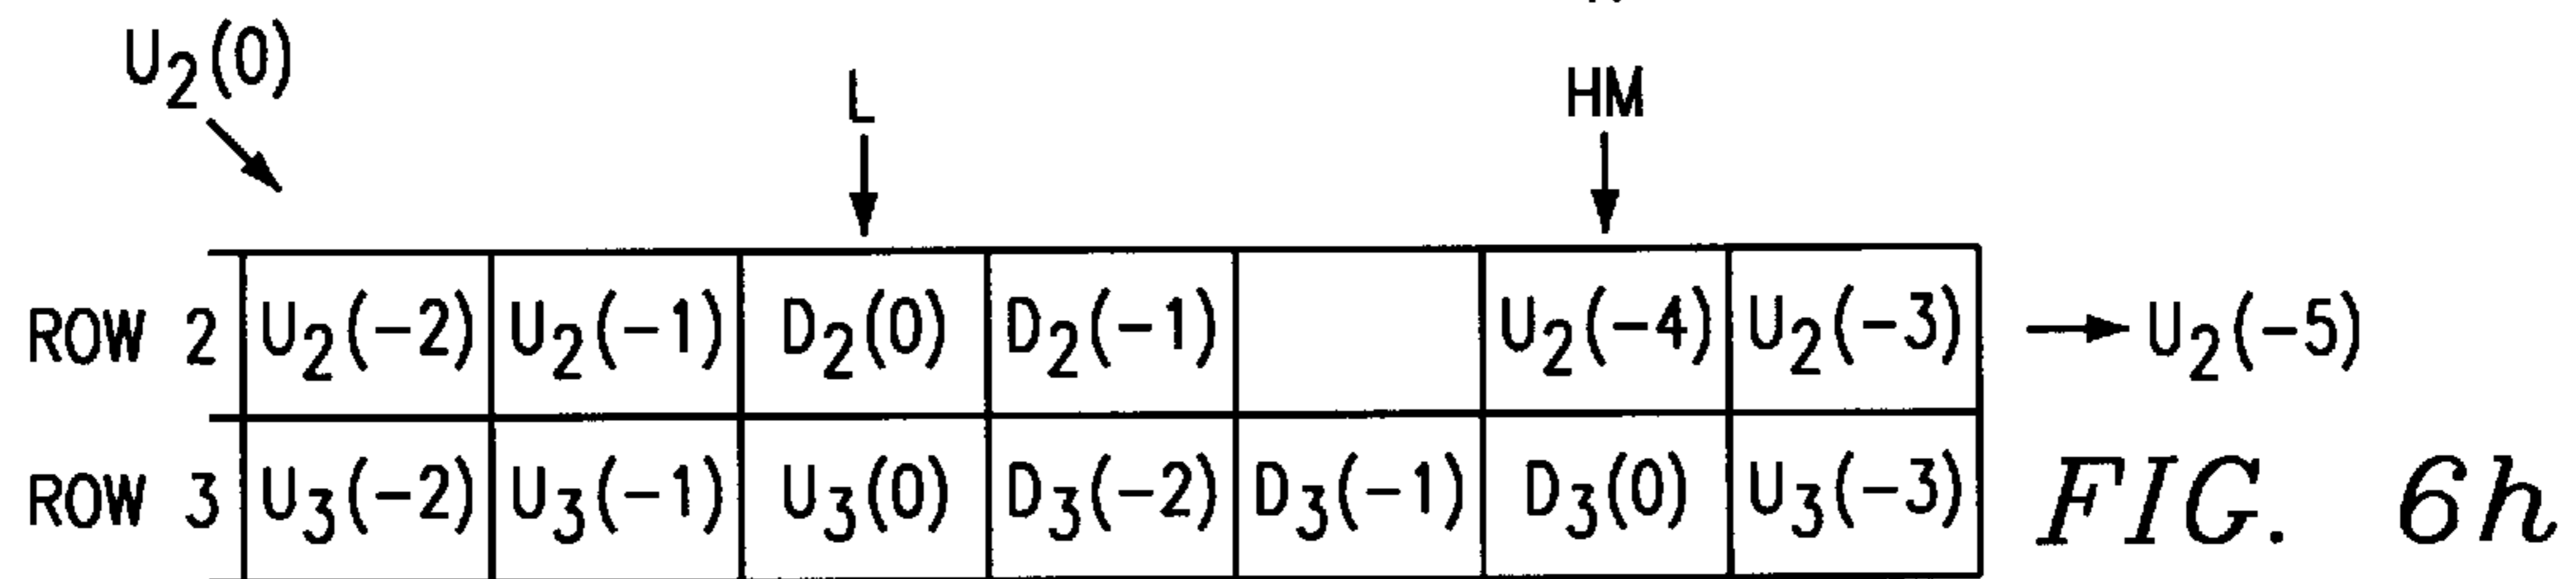 U2(0)
L HM
ROW 2 U2(-2) U2(-1) D2(0) D2(-1) U2(-4) U2(-3) U2(-5)
ROW 3 U3(-2) U3(-1) U3(0) D3(-2) D3(-1) D3(0) U3(-3) FIG. 6h